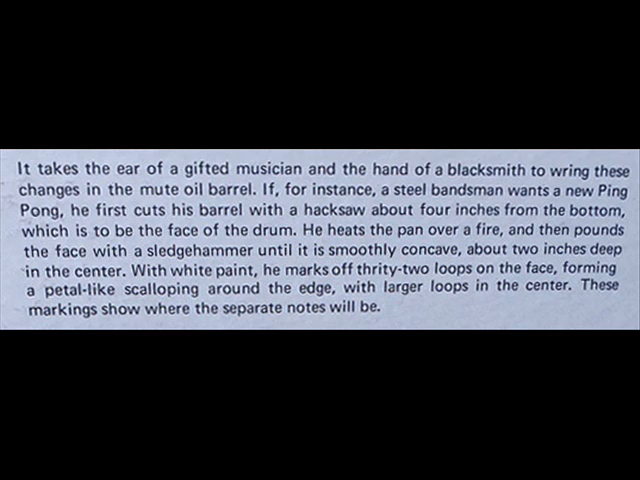 It takes the ear of a gifted musician and the hand of a blacksmith to wring these
changes in the mute oil barrel. If, for instance, a steel bandsman wants a new Ping
Pong, he first cuts his barrel with a hacksaw about four inches from the bottom,
which is to be the face of the drum. He heats the pan over a fire, and then pounds
the face with a sledgehammer until it is smoothly concave, about two inches deep
in the center. With white paint, he marks off thrity-two loops on the face, forming
a petal-like scalloping around the edge, with larger loops in the center. These
markings show where the separate notes will be.